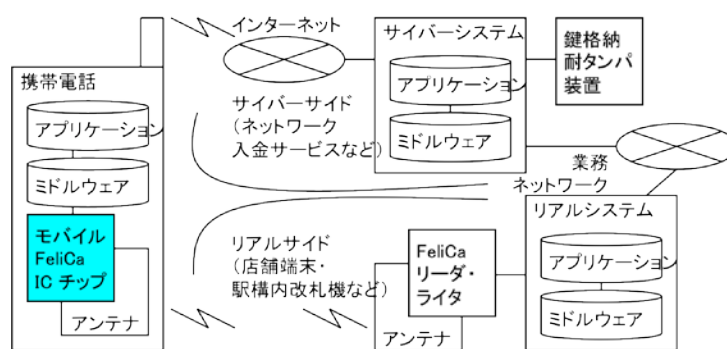 インターネット
サイバーシステム
鍵格納
耐タンパ
装置
携帯電話
アプリケーション
アプリケーション
サイバーサイド
(ネットワーク
入金サービスなど)
ミドルウェア
ミドルウェア
業務
ネットワーク
リアルシステム
モバイル
FeliCa
IC チップ
リアルサイド
(店舗端末・
駅構内改札機など)
FeliCa
リーダ・
ライタ
アプリケーション
ミドルウェア
アンテナ
アンテナ